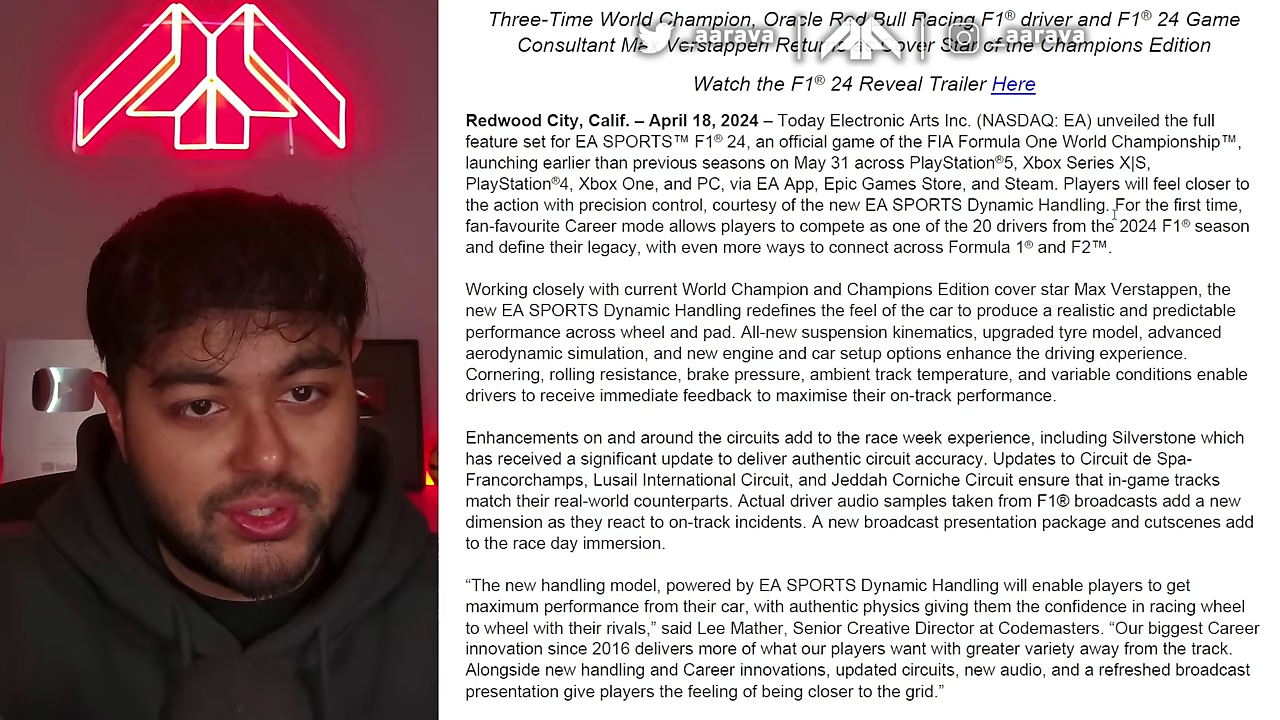 Three-Time World Champion, Oracle Red Bull Racing F1® driver and F1® 24 Game
Consultant Max Verstappen Returns as Cover Star of the Champions Edition
aarava
aarava
Watch the F1® 24 Reveal Trailer Here
Redwood City, Calif. – April 18, 2024 – Today Electronic Arts Inc. (NASDAQ: EA) unveiled the full
feature set for EA SPORTS™ F1® 24, an official game of the FIA Formula One World Championship™,
launching earlier than previous seasons on May 31 across PlayStation®5, Xbox Series X|S,
PlayStation®4, Xbox One, and PC, via EA App, Epic Games Store, and Steam. Players will feel closer to
the action with precision control, courtesy of the new EA SPORTS Dynamic Handling. For the first time,
fan-favourite Career mode allows players to compete as one of the 20 drivers from the 2024 F1® season
and define their legacy, with even more ways to connect across Formula 1® and F2™.
Working closely with current World Champion and Champions Edition cover star Max Verstappen, the
new EA SPORTS Dynamic Handling redefines the feel of the car to produce a realistic and predictable
performance across wheel and pad. All-new suspension kinematics, upgraded tyre model, advanced
aerodynamic simulation, and new engine and car setup options enhance the driving experience.
Cornering, rolling resistance, brake pressure, ambient track temperature, and variable conditions enable
drivers to receive immediate feedback to maximise their on-track performance.
Enhancements on and around the circuits add to the race week experience, including Silverstone which
has received a significant update to deliver authentic circuit accuracy. Updates to Circuit de Spa-
Francorchamps, Lusail International Circuit, and Jeddah Corniche Circuit ensure that in-game tracks
match their real-world counterparts. Actual driver audio samples taken from F1® broadcasts add a new
dimension as they react to on-track incidents. A new broadcast presentation package and cutscenes add
to the race day immersion.
“The new handling model, powered by EA SPORTS Dynamic Handling will enable players to get
maximum performance from their car, with authentic physics giving them the confidence in racing wheel
to wheel with their rivals,” said Lee Mather, Senior Creative Director at Codemasters. “Our biggest Career
innovation since 2016 delivers more of what our players want with greater variety away from the track.
Alongside new handling and Career innovations, updated circuits, new audio, and a refreshed broadcast
presentation give players the feeling of being closer to the grid.”